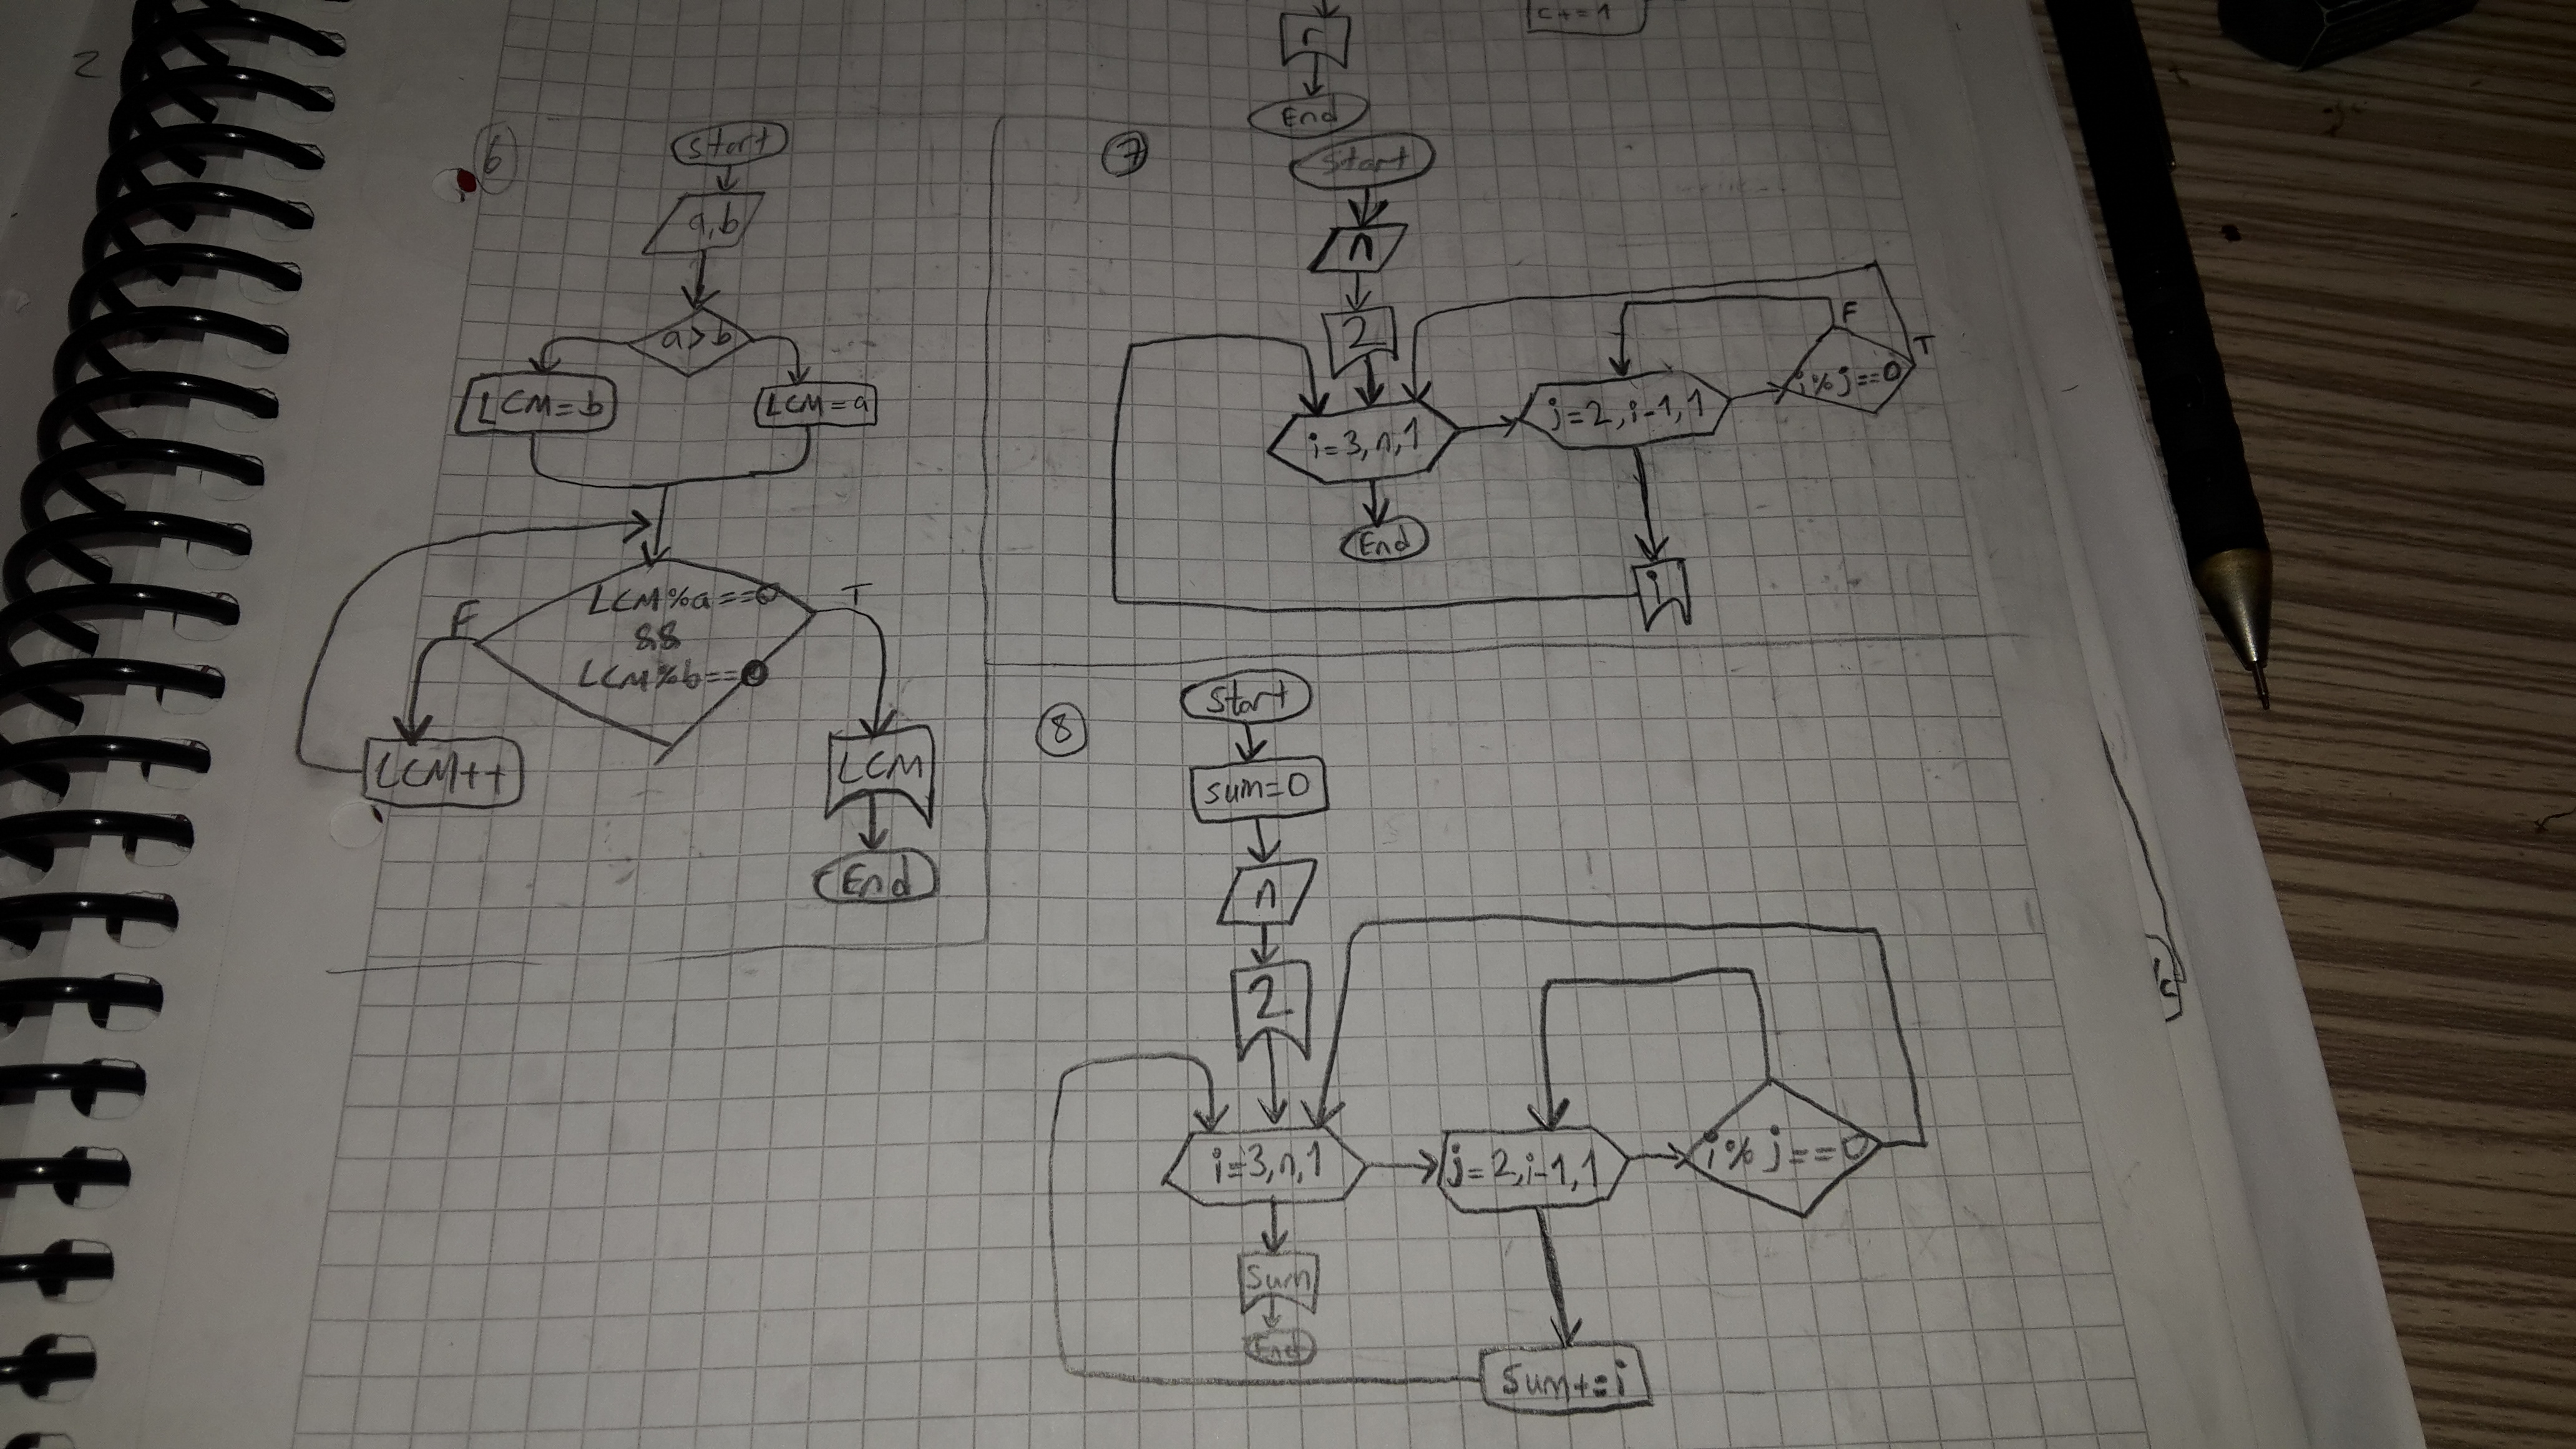 2
n
c+=1
End
6
Start
a,b
a>b
LCM=b
LCM=a
LCM%a==0
&&
LCM%b==0
F
T
LCM++
LCM
End
7
Start
n
2
i=3,n,1
j=2,i-1,1
i%j==0
F
T
End
i
8
Start
sum=0
n
2
i=3,n,1
j=2,i-1,1
i%j==0
Sum
End
Sum+=i